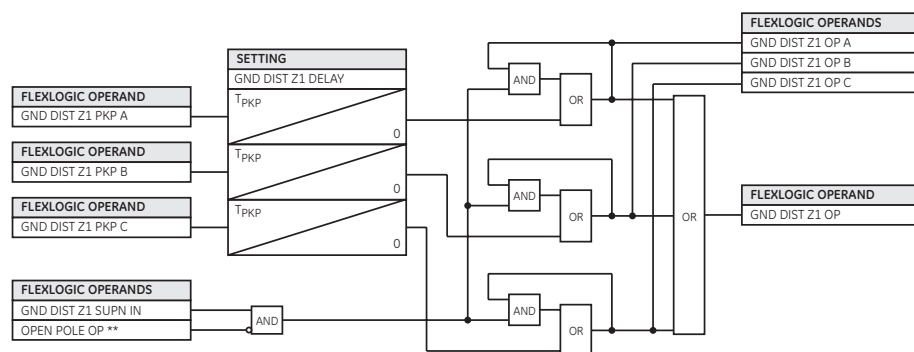 FLEXLOGIC OPERAND
GND DIST Z1 PKP A
FLEXLOGIC OPERAND
GND DIST Z1 PKP B
FLEXLOGIC OPERAND
GND DIST Z1 PKP C
FLEXLOGIC OPERANDS
GND DIST Z1 SUPN IN
OPEN POLE OP **
AND
SETTING
GND DIST Z1 DELAY
TPKP
0
TPKP
0
TPKP
0
AND
OR
AND
OR
AND
OR
OR
FLEXLOGIC OPERANDS
GND DIST Z1 OP A
GND DIST Z1 OP B
GND DIST Z1 OP C
FLEXLOGIC OPERAND
GND DIST Z1 OP